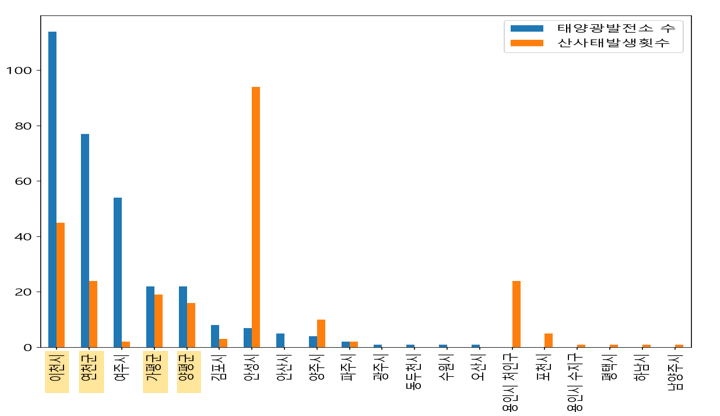 태양광발전소 수
산사태발생횟수
100
80
60
40
20
0
이천시
연천군
여주시
가평군
양평군
김포시
안성시
안산시
양주시
파주시
광주시
동두천시
수원시
오산시
용인시 처인구
포천시
용인시 수지구
평택시
하남시
남양주시